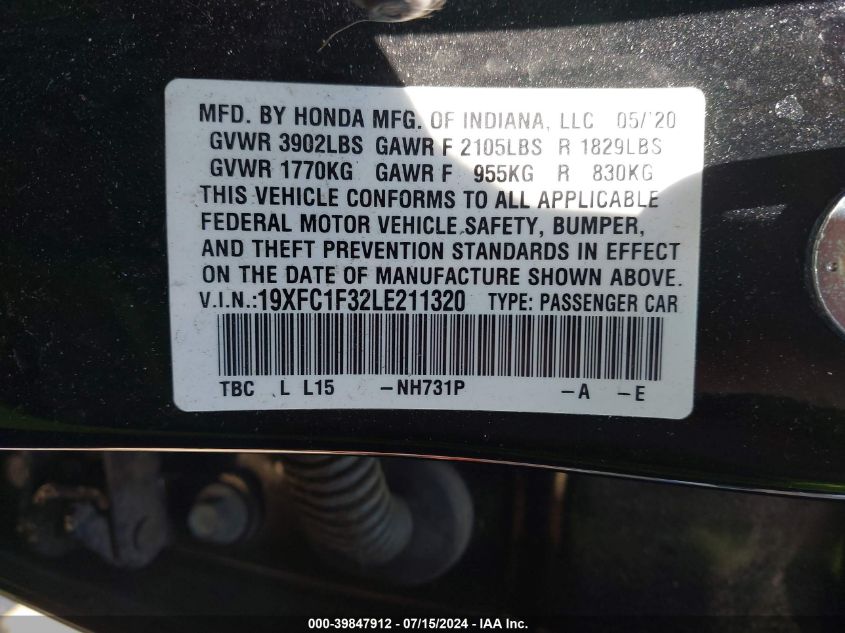 MFD. BY HONDA MFG. OF INDIANA, LLC 05/'20
GVWR 3902LBS GAWR F 2105LBS R 1829LBS
GVWR 1770KG GAWR F 955KG R 830KG
THIS VEHICLE CONFORMS TO ALL APPLICABLE
FEDERAL MOTOR VEHICLE SAFETY, BUMPER,
AND THEFT PREVENTION STANDARDS IN EFFECT
ON THE DATE OF MANUFACTURE SHOWN ABOVE.
V.I.N.:19XFC1F32LE211320 TYPE: PASSENGER CAR
TBC L L15 -NH731P -A -E
000-39847912 - 07/15/2024 - IAAI.COM.